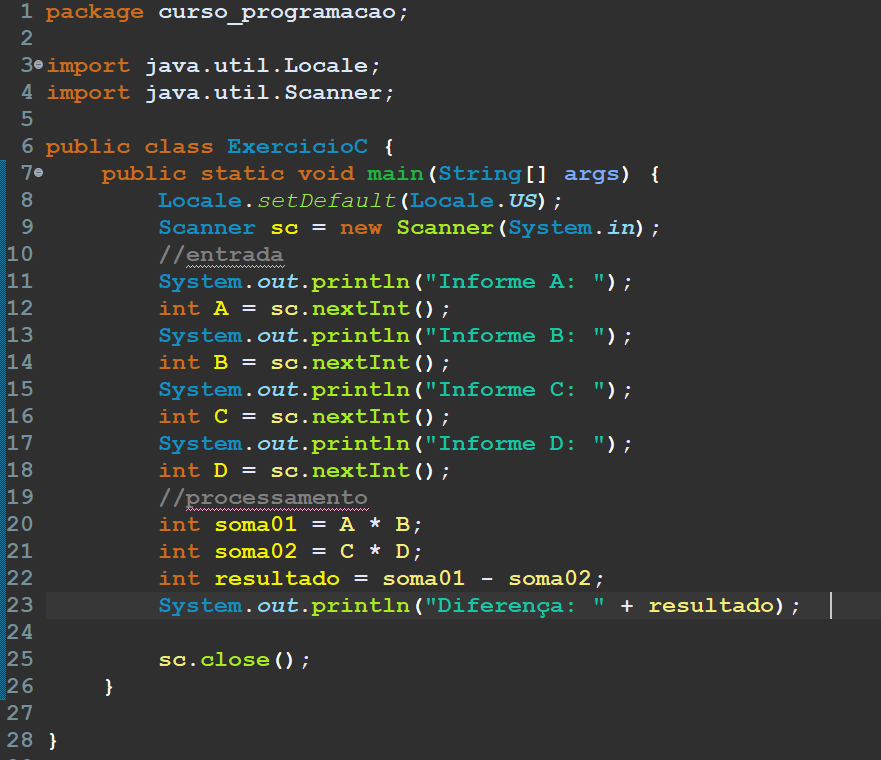 1 package curso_programacao;
2
3 import java.util.Locale;
4 import java.util.Scanner;
5
6 public class ExercicioC {
7     public static void main(String[] args) {
8         Locale.setDefault(Locale.US);
9         Scanner sc = new Scanner(System.in);
10         //entrada
11         System.out.println("Informe A: ");
12         int A = sc.nextInt();
13         System.out.println("Informe B: ");
14         int B = sc.nextInt();
15         System.out.println("Informe C: ");
16         int C = sc.nextInt();
17         System.out.println("Informe D: ");
18         int D = sc.nextInt();
19         //processamento
20         int soma01 = A * B;
21         int soma02 = C * D;
22         int resultado = soma01 - soma02;
23         System.out.println("Diferença: " + resultado);
24
25         sc.close();
26     }
27
28 }